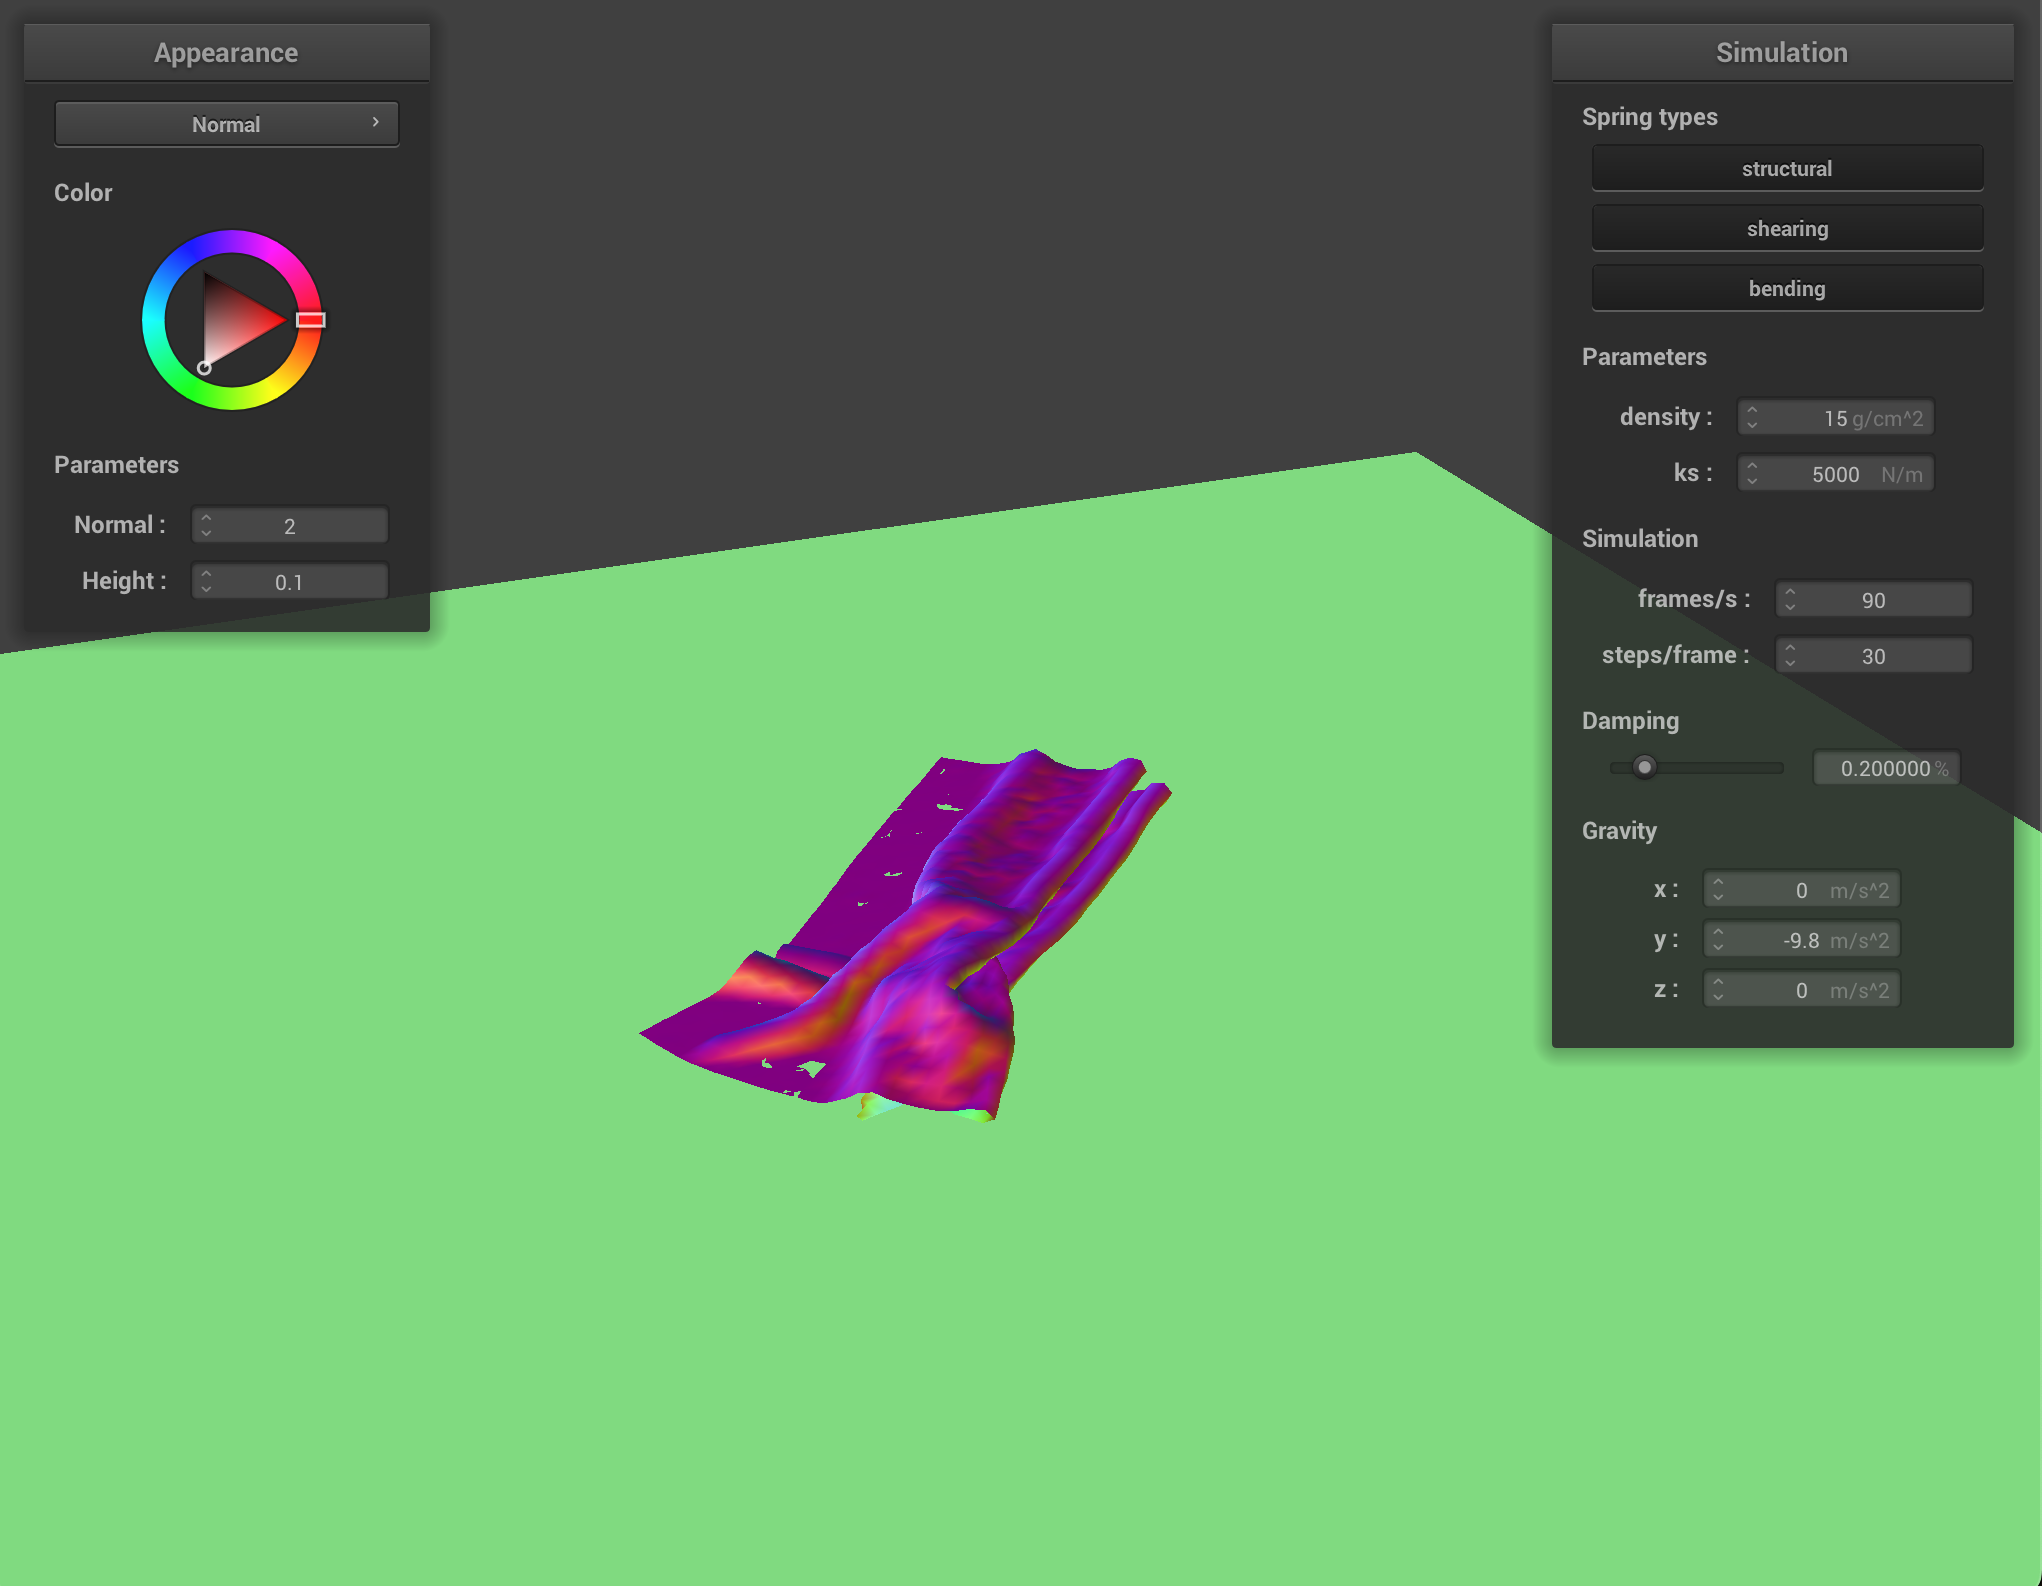 Appearance
Normal
Color
Parameters
Normal : 2
Height : 0.1
Simulation
Spring types
structural
shearing
bending
Parameters
density : 15 g/cm^2
ks : 5000 N/m
Simulation
frames/s : 90
steps/frame : 30
Damping
0.200000 %
Gravity
x : 0 m/s^2
y : -9.8 m/s^2
z : 0 m/s^2